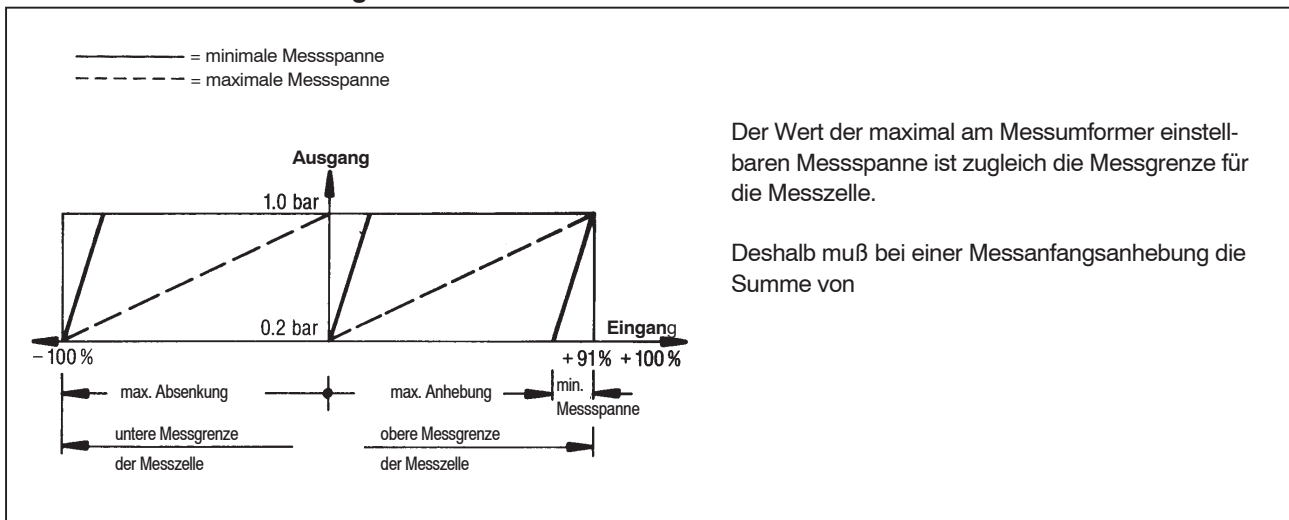 = minimale Messspanne
= maximale Messspanne
Ausgang
1.0 bar
0.2 bar
Eingang
– 100 %
+ 91% + 100 %
max. Absenkung
max. Anhebung
min.
Messspanne
untere Messgrenze
der Messzelle
obere Messgrenze
der Messzelle
Der Wert der maximal am Messumformer einstell-
baren Messspanne ist zugleich die Messgrenze für
die Messzelle.
Deshalb muß bei einer Messanfangsanhebung die
Summe von